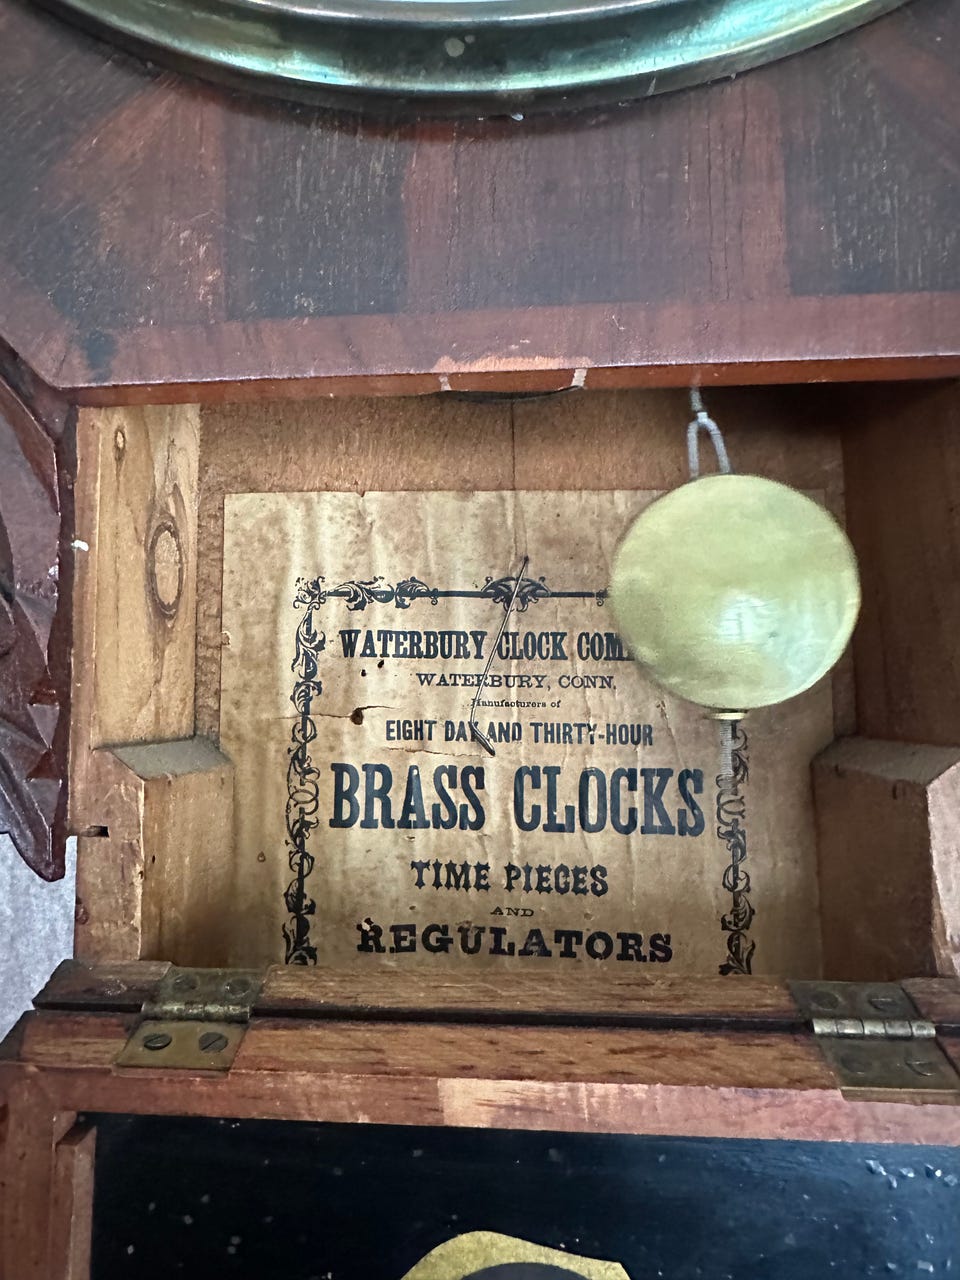 WATERBURY CLOCK COM
WATERBURY, CONN.
Manufacturers of
EIGHT DAY AND THIRTY-HOUR
BRASS CLOCKS
TIME PIECES
AND
REGULATORS